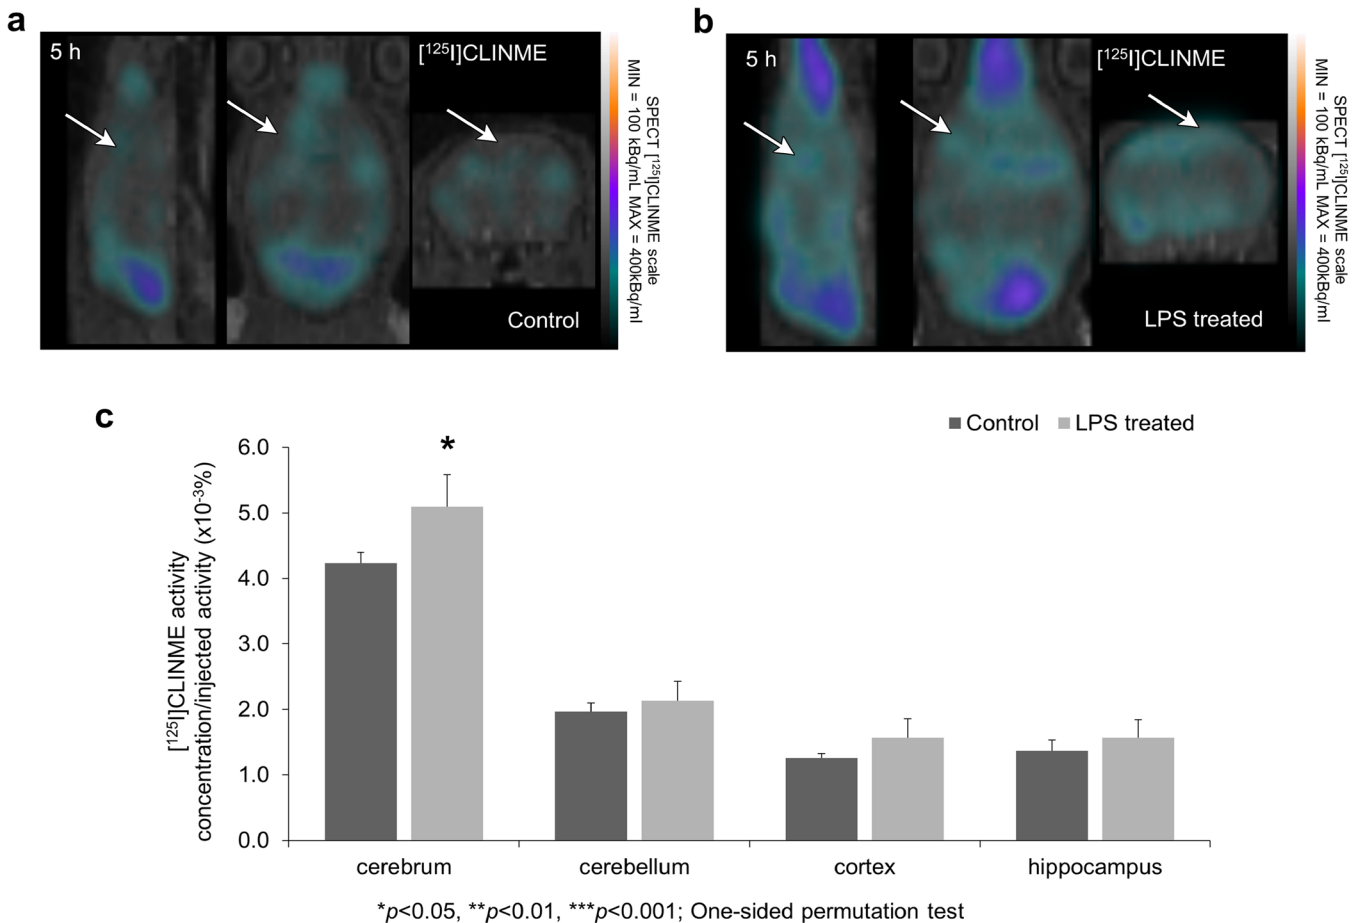 a
5 h
[¹²⁵I]CLINME
Control
SPECT [¹²⁵I]CLINME scale
MIN = 100 kBq/mL MAX = 400kBq/ml
b
5 h
[¹²⁵I]CLINME
LPS treated
SPECT [¹²⁵I]CLINME scale
MIN = 100 kBq/mL MAX = 400kBq/ml
c
Control
LPS treated
[¹²⁵I]CLINME activity
concentration/injected activity (x10⁻³%)
6.0
5.0
4.0
3.0
2.0
1.0
0.0
*
cerebrum
cerebellum
cortex
hippocampus
*p<0.05, **p<0.01, ***p<0.001; One-sided permutation test